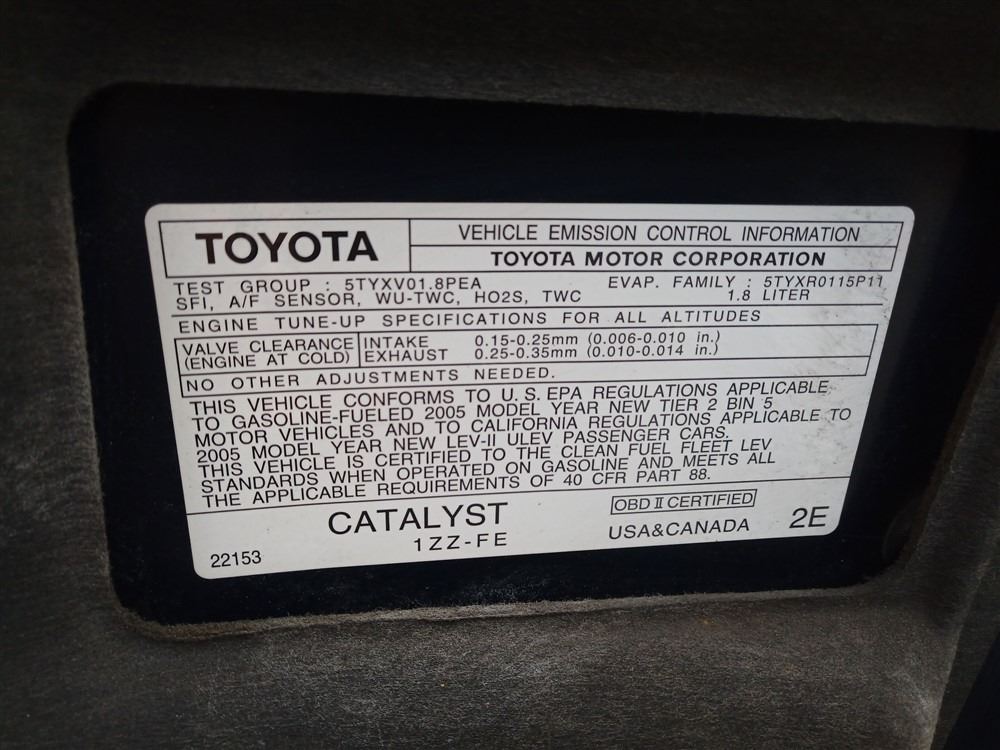 TOYOTA
VEHICLE EMISSION CONTROL INFORMATION
TOYOTA MOTOR CORPORATION
TEST GROUP : 5TYXV01.8PEA EVAP. FAMILY : 5TYXR0115P11
SFI, A/F SENSOR, WU-TWC, HO2S, TWC 1.8 LITER
ENGINE TUNE-UP SPECIFICATIONS FOR ALL ALTITUDES
VALVE CLEARANCE INTAKE 0.15-0.25mm (0.006-0.010 in.)
(ENGINE AT COLD) EXHAUST 0.25-0.35mm (0.010-0.014 in.)
NO OTHER ADJUSTMENTS NEEDED.
THIS VEHICLE CONFORMS TO U.S. EPA REGULATIONS APPLICABLE
TO GASOLINE-FUELED 2005 MODEL YEAR NEW TIER 2 BIN 5
MOTOR VEHICLES AND TO CALIFORNIA REGULATIONS APPLICABLE TO
2005 MODEL YEAR NEW LEV-II ULEV PASSENGER CARS.
THIS VEHICLE IS CERTIFIED TO THE CLEAN FUEL FLEET LEV
STANDARDS WHEN OPERATED ON GASOLINE AND MEETS ALL
THE APPLICABLE REQUIREMENTS OF 40 CFR PART 88.
CATALYST OBD II CERTIFIED
1ZZ-FE USA&CANADA 2E
22153